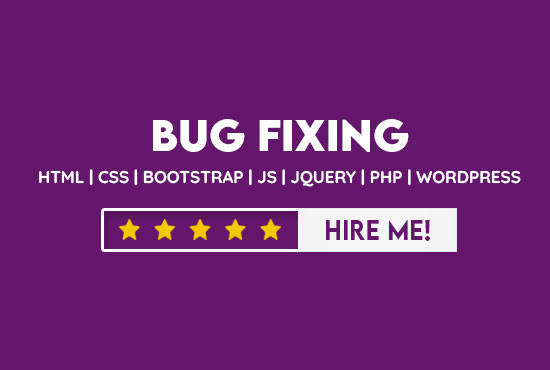 BUG FIXING
HTML | CSS | BOOTSTRAP | JS | JQUERY | PHP | WORDPRESS
HIRE ME!